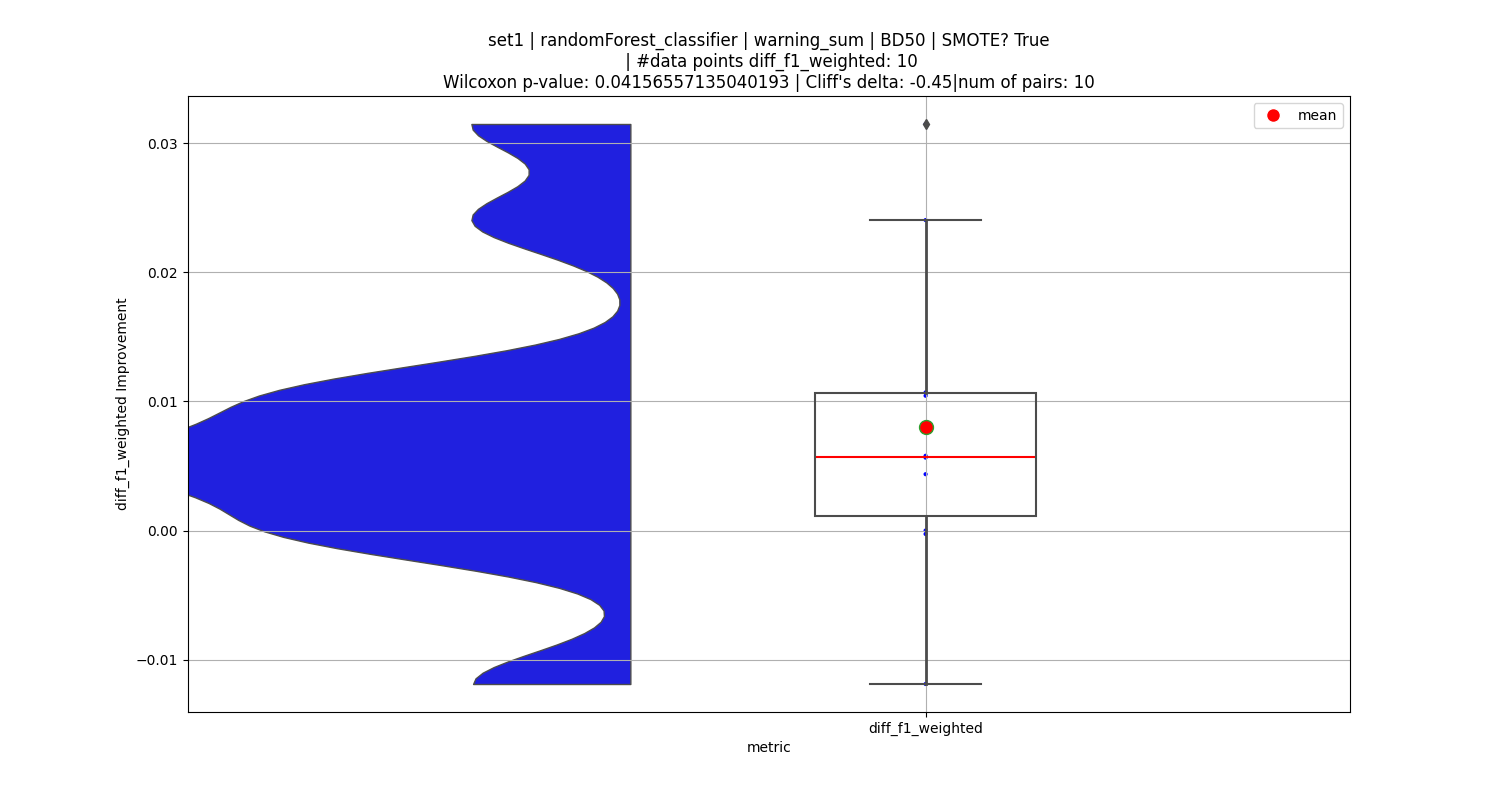 set1 | randomForest_classifier | warning_sum | BD50 | SMOTE? True
| #data points diff_f1_weighted: 10
Wilcoxon p-value: 0.04156557135040193 | Cliff's delta: -0.45|num of pairs: 10
mean
0.03
0.02
0.01
0.00
−0.01
diff_f1_weighted Improvement
diff_f1_weighted
metric